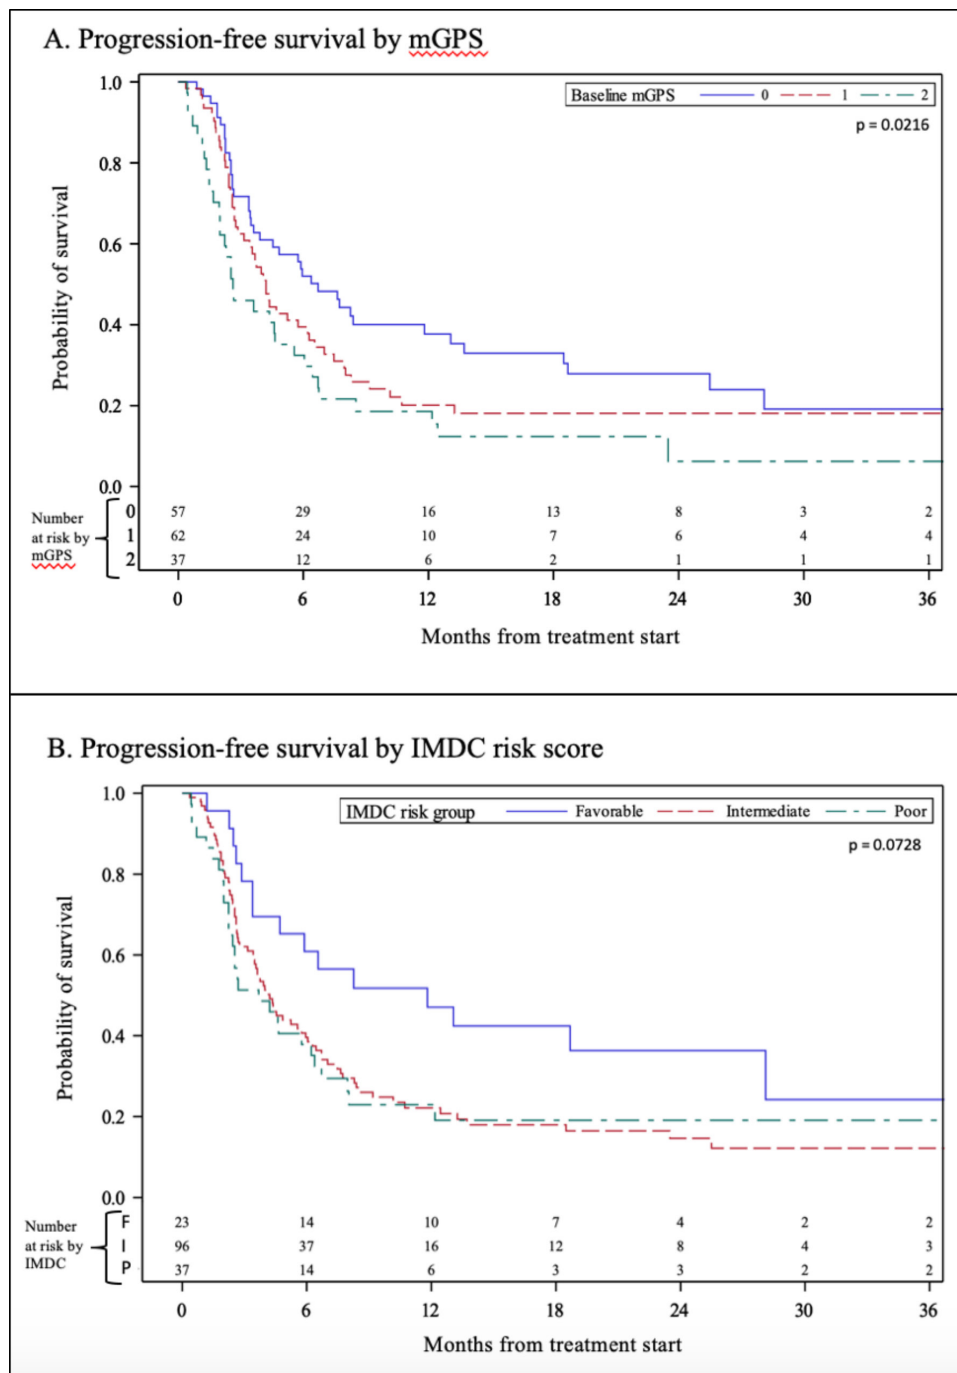 A. Progression-free survival by mGPS
Baseline mGPS 0 1 2
p = 0.0216
Probability of survival
1.0
0.8
0.6
0.4
0.2
0.0
Number at risk by mGPS
0 57 29 16 13 8 3 2
1 62 24 10 7 6 4 4
2 37 12 6 2 1 1 1
0 6 12 18 24 30 36
Months from treatment start
B. Progression-free survival by IMDC risk score
IMDC risk group Favorable Intermediate Poor
p = 0.0728
Probability of survival
1.0
0.8
0.6
0.4
0.2
0.0
Number at risk by IMDC
F 23 14 10 7 4 2 2
I 96 37 16 12 8 4 3
P 37 14 6 3 3 2 2
0 6 12 18 24 30 36
Months from treatment start